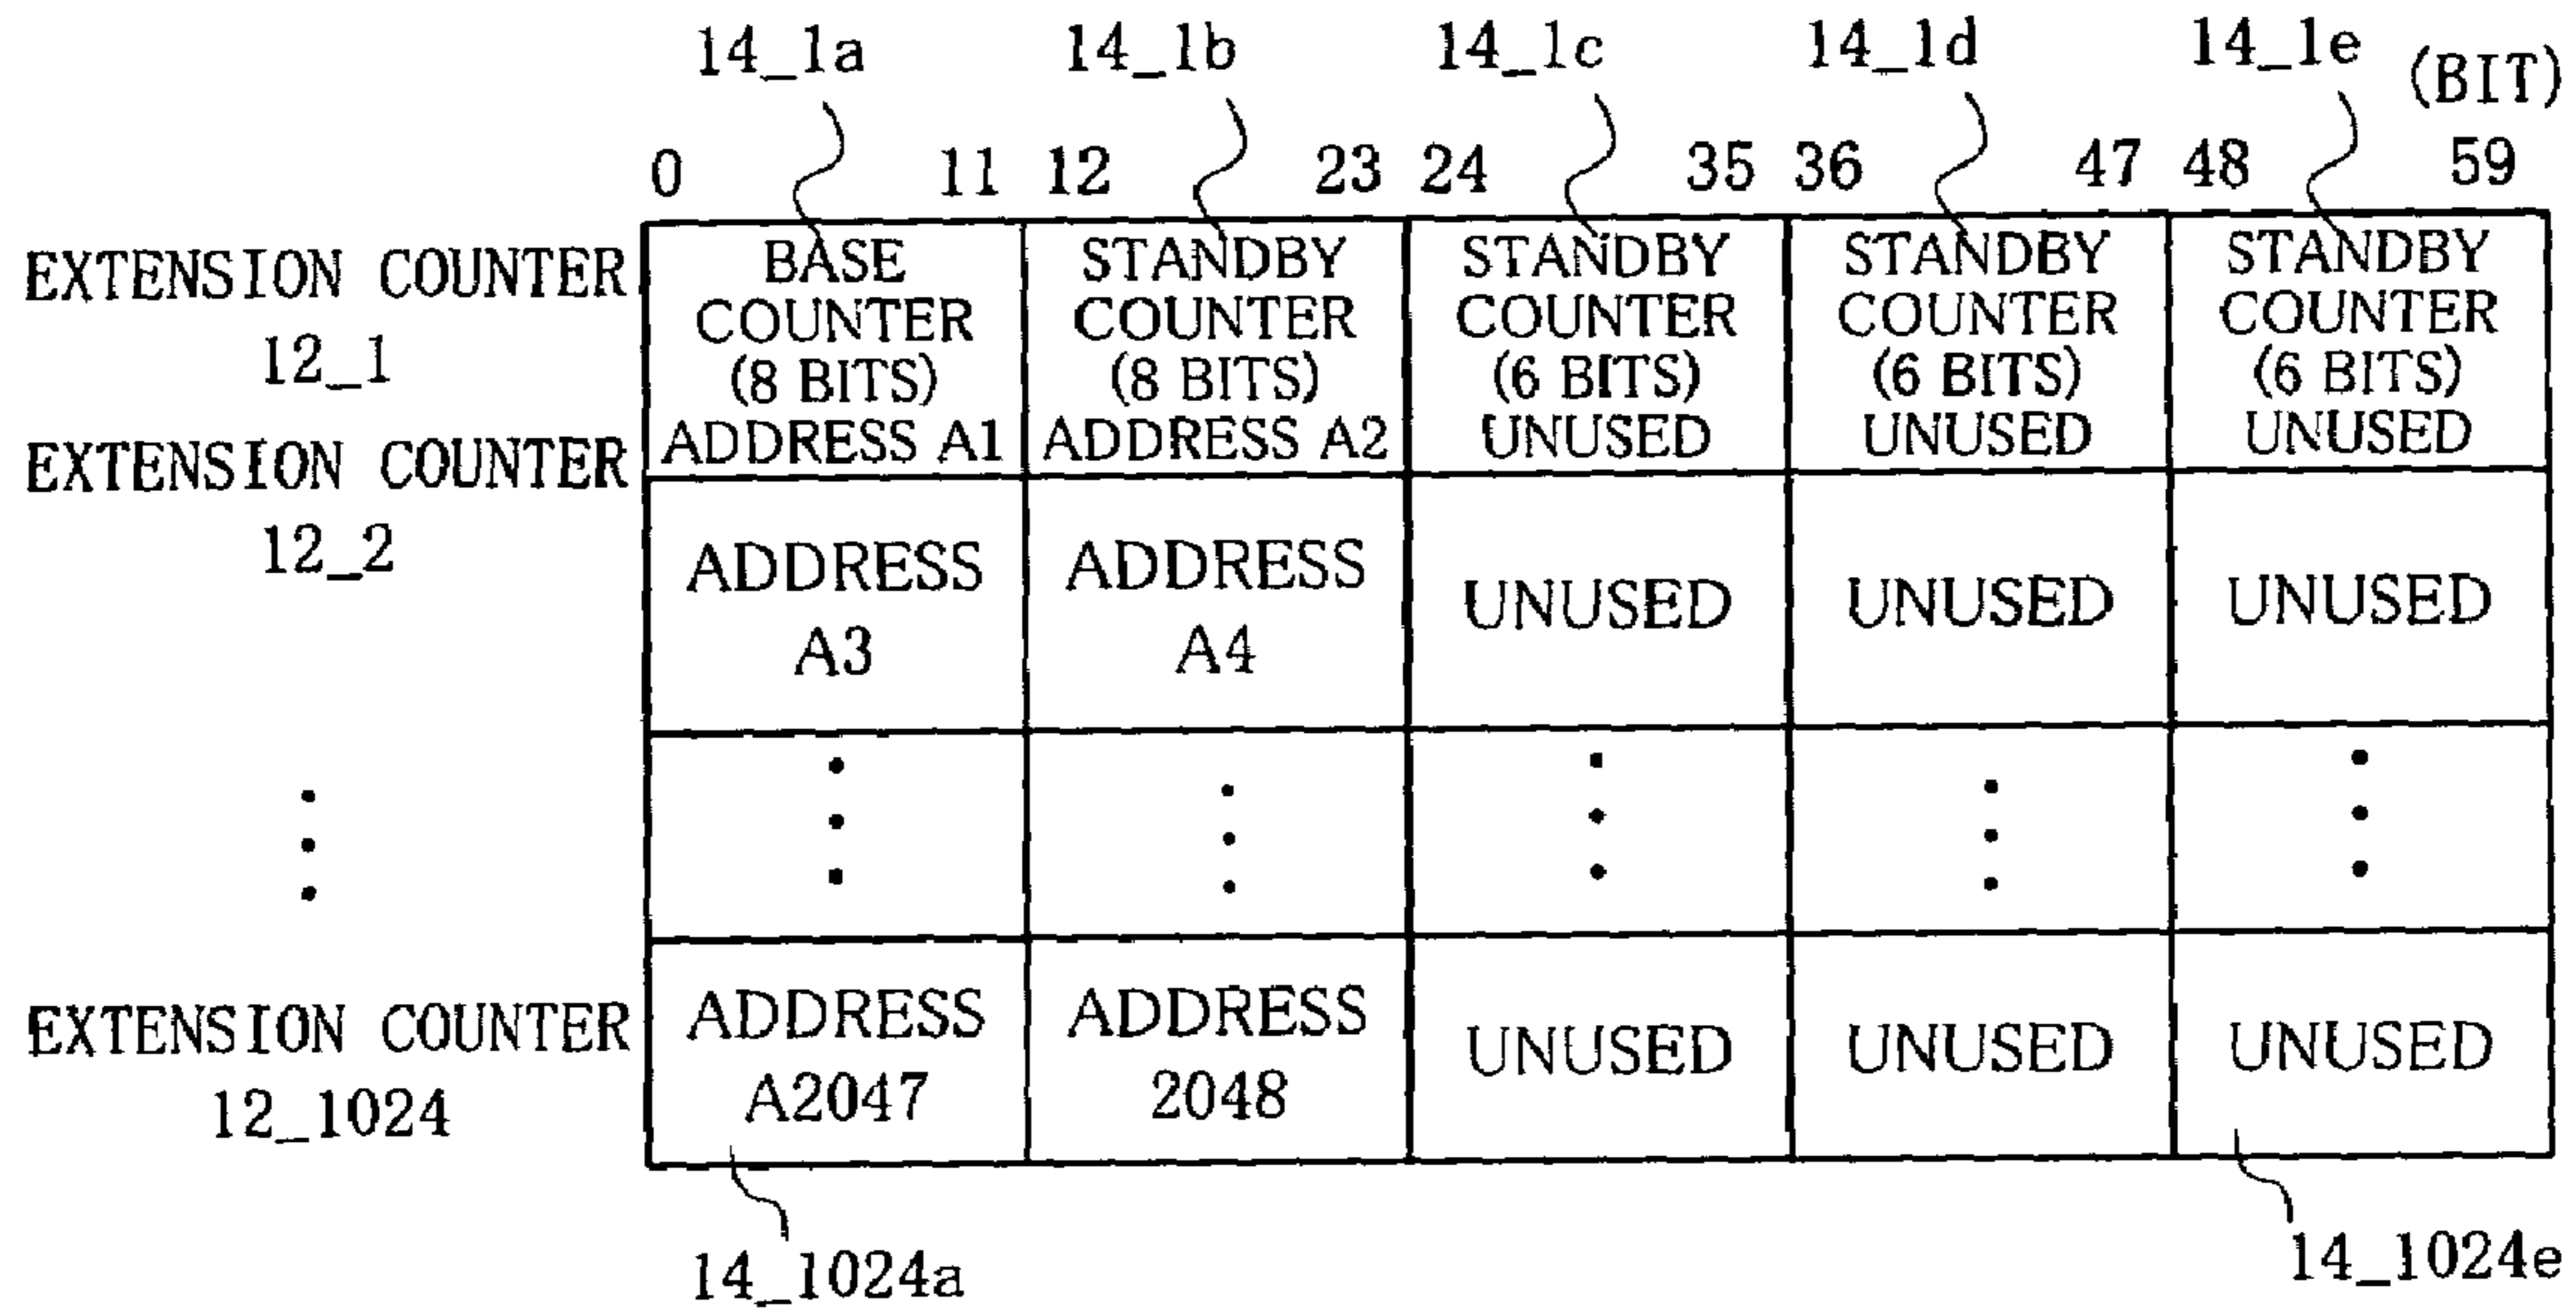 14_1a 14_1b 14_1c 14_1d 14_1e (BIT)
0 11 12 23 24 35 36 47 48 59
EXTENSION COUNTER
12_1
BASE
COUNTER
(8 BITS)
ADDRESS A1
STANDBY
COUNTER
(8 BITS)
ADDRESS A2
STANDBY
COUNTER
(6 BITS)
UNUSED
STANDBY
COUNTER
(6 BITS)
UNUSED
STANDBY
COUNTER
(6 BITS)
UNUSED
EXTENSION COUNTER
12_2
ADDRESS
A3
ADDRESS
A4
UNUSED
UNUSED
UNUSED
EXTENSION COUNTER
12_1024
ADDRESS
A2047
ADDRESS
2048
UNUSED
UNUSED
UNUSED
14_1024a
14_1024e